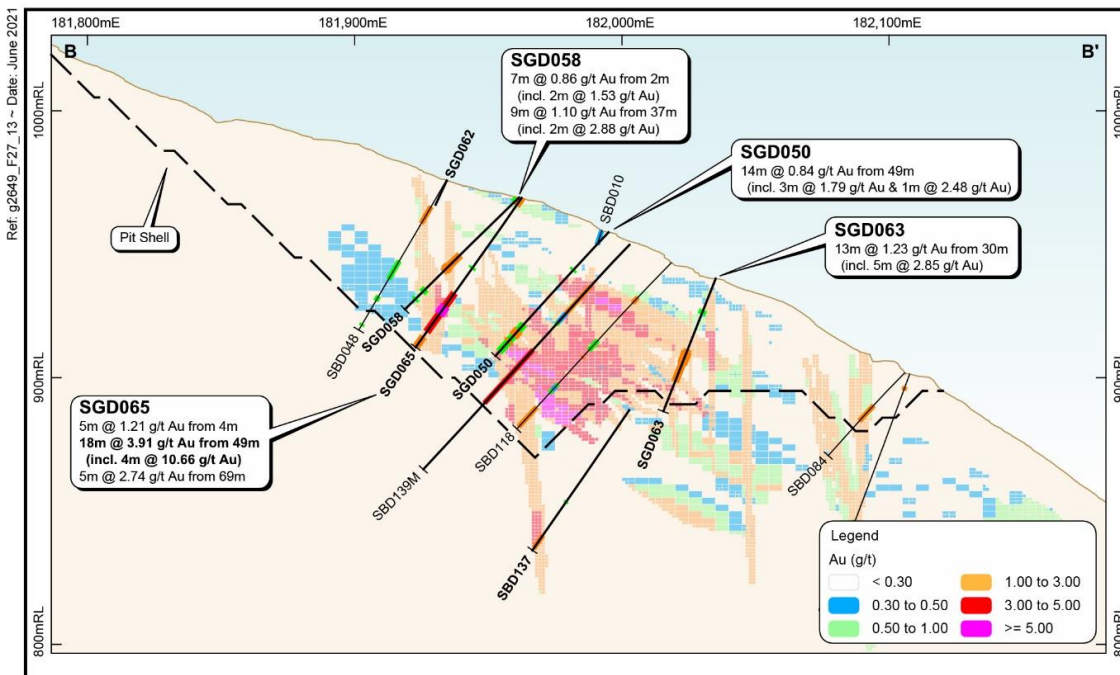 Ref: g2649_F27_13 ~ Date: June 2021
181,800mE
181,900mE
182,000mE
182,100mE
B
B'
1000mRL
1000mRL
900mRL
900mRL
800mRL
800mRL
SGD058
7m @ 0.86 g/t Au from 2m
(incl. 2m @ 1.53 g/t Au)
9m @ 1.10 g/t Au from 37m
(incl. 2m @ 2.88 g/t Au)
SGD050
14m @ 0.84 g/t Au from 49m
(incl. 3m @ 1.79 g/t Au & 1m @ 2.48 g/t Au)
SGD063
13m @ 1.23 g/t Au from 30m
(incl. 5m @ 2.85 g/t Au)
Pit Shell
SGD062
SBD010
SBD048
SGD058
SGD065
SGD050
SBD118
SBD139M
SGD063
SBD137
SBD084
SGD065
5m @ 1.21 g/t Au from 4m
18m @ 3.91 g/t Au from 49m
(incl. 4m @ 10.66 g/t Au)
5m @ 2.74 g/t Au from 69m
Legend
Au (g/t)
< 0.30
0.30 to 0.50
0.50 to 1.00
1.00 to 3.00
3.00 to 5.00
>= 5.00